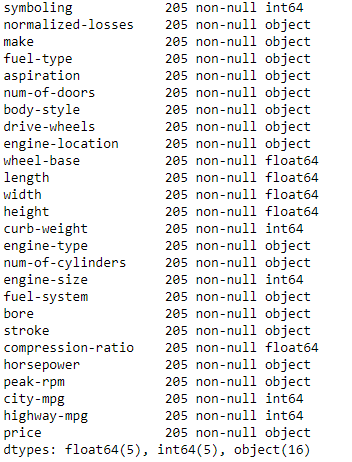 symboling 205 non-null int64
normalized-losses 205 non-null object
make 205 non-null object
fuel-type 205 non-null object
aspiration 205 non-null object
num-of-doors 205 non-null object
body-style 205 non-null object
drive-wheels 205 non-null object
engine-location 205 non-null object
wheel-base 205 non-null float64
length 205 non-null float64
width 205 non-null float64
height 205 non-null float64
curb-weight 205 non-null int64
engine-type 205 non-null object
num-of-cylinders 205 non-null object
engine-size 205 non-null int64
fuel-system 205 non-null object
bore 205 non-null object
stroke 205 non-null object
compression-ratio 205 non-null float64
horsepower 205 non-null object
peak-rpm 205 non-null object
city-mpg 205 non-null int64
highway-mpg 205 non-null int64
price 205 non-null object
dtypes: float64(5), int64(5), object(16)